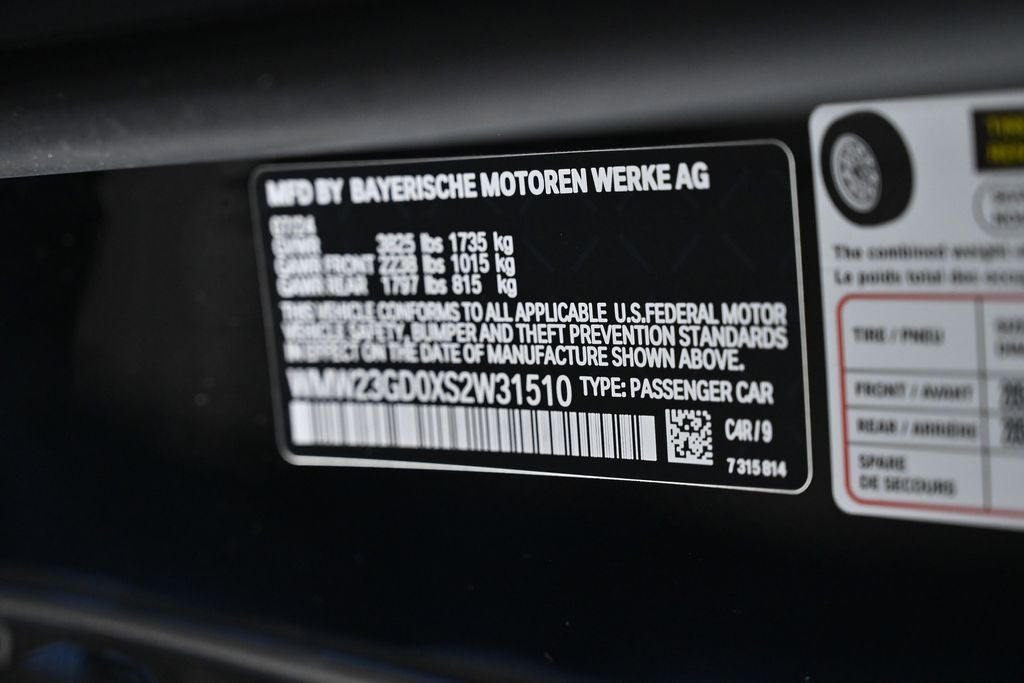 MFD BY BAYERISCHE MOTOREN WERKE AG
07/24
GVWR 3825 lbs 1735 kg
GAWR FRONT 2238 lbs 1015 kg
GAWR REAR 1797 lbs 815 kg
THIS VEHICLE CONFORMS TO ALL APPLICABLE U.S.FEDERAL MOTOR
VEHICLE SAFETY, BUMPER AND THEFT PREVENTION STANDARDS
IN EFFECT ON THE DATE OF MANUFACTURE SHOWN ABOVE.
WMW23GD0XS2W31510 TYPE: PASSENGER CAR
C4R/9
7315814
The combined weight
Le poids total des
TIRE / PNEU
FRONT / AVANT
REAR / ARRIÈRE
SPARE
DE SECOURS